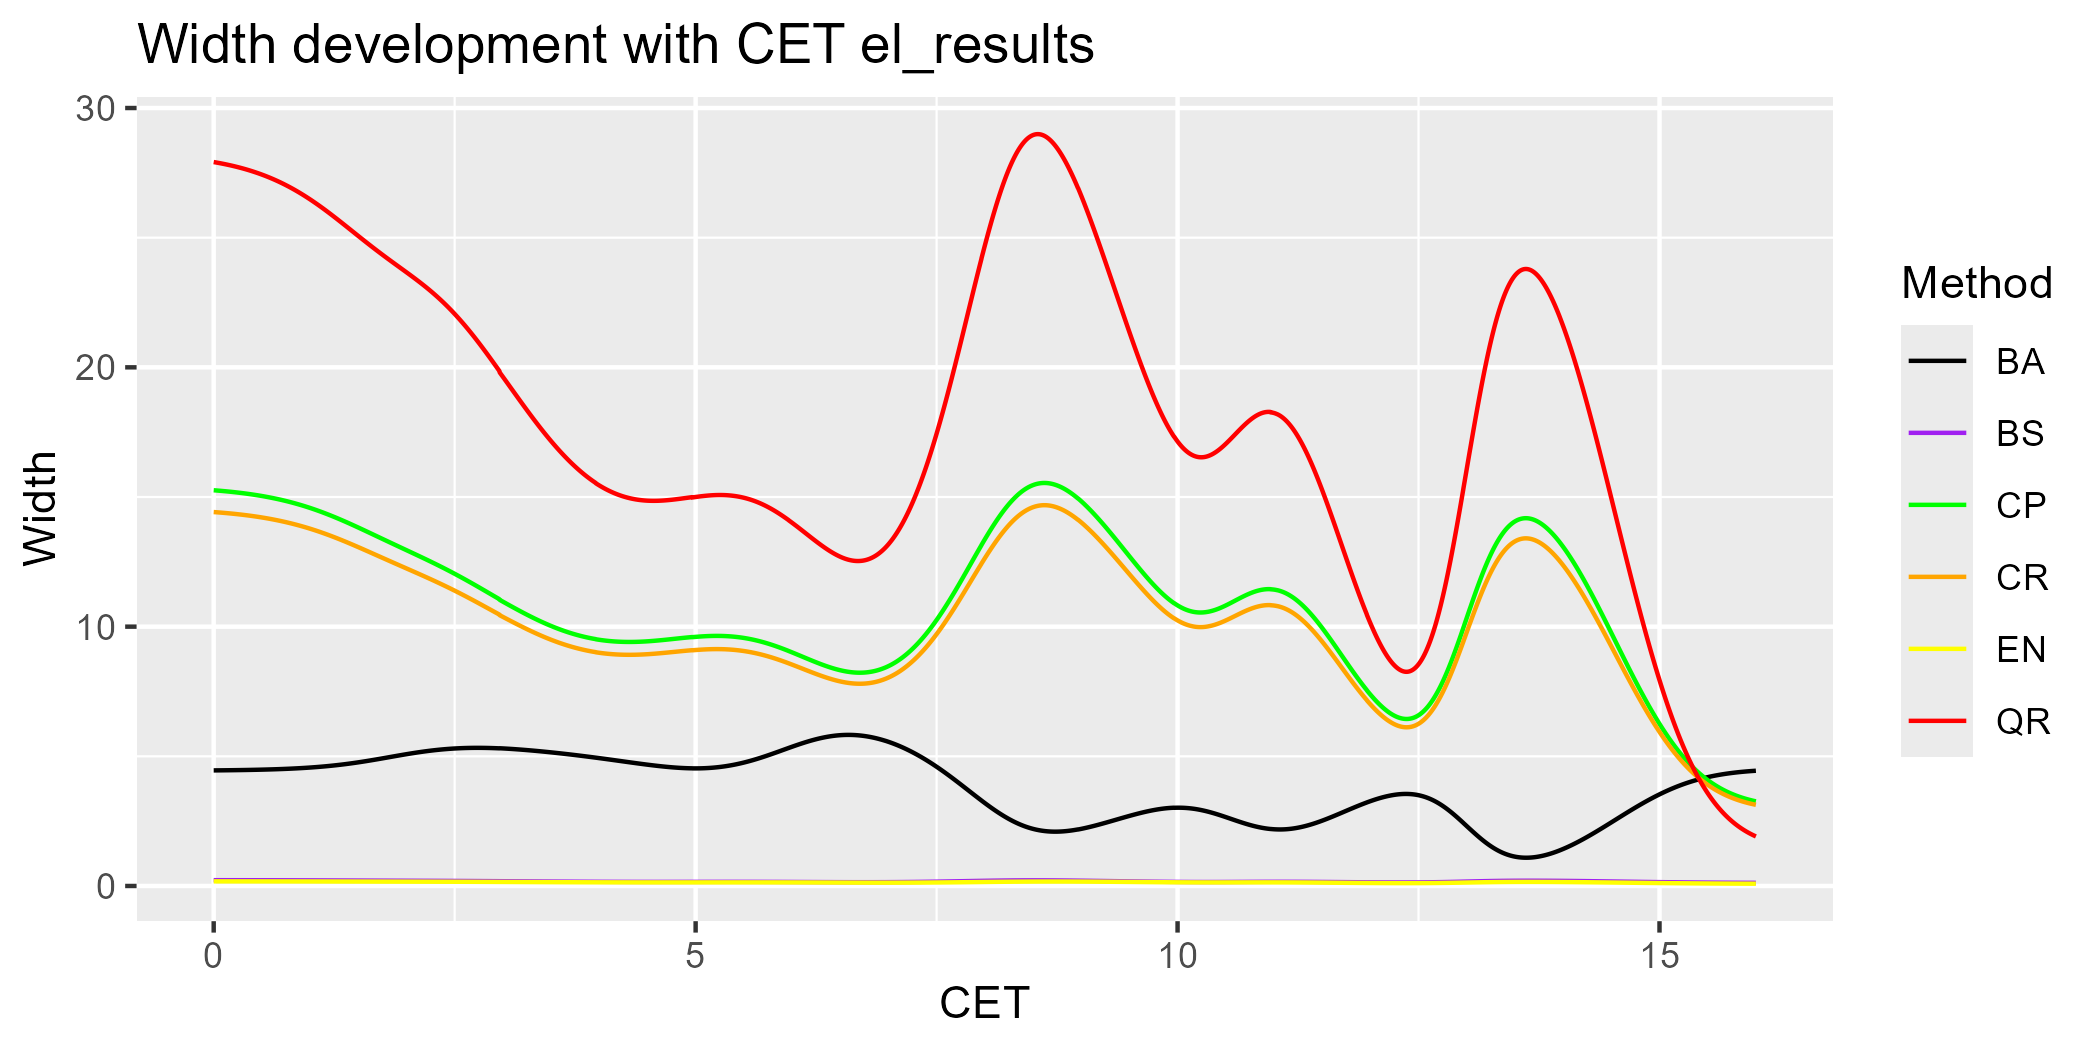 Width development with CET el_results
30
20
10
0
Width
0 5 10 15
CET
Method
BA
BS
CP
CR
EN
QR